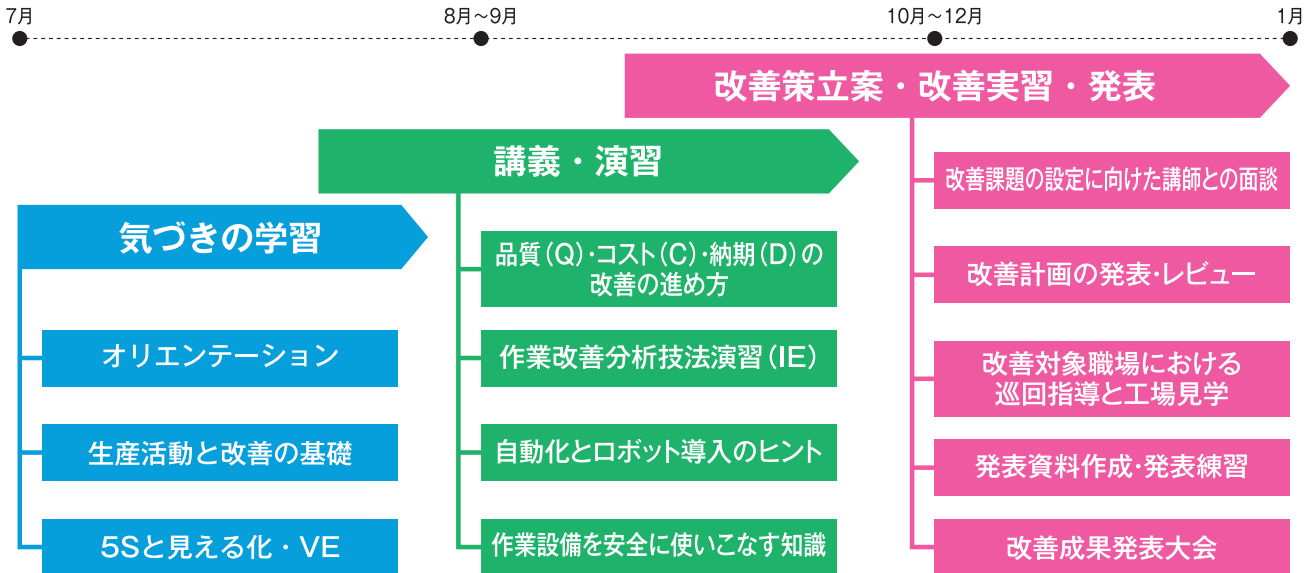 7月
8月〜9月
10月〜12月
1月
改善策立案・改善実習・発表
講義・演習
気づきの学習
オリエンテーション
生産活動と改善の基礎
5Sと見える化・VE
品質(Q)・コスト(C)・納期(D)の
改善の進め方
作業改善分析技法演習(IE)
自動化とロボット導入のヒント
作業設備を安全に使いこなす知識
改善課題の設定に向けた講師との面談
改善計画の発表・レビュー
改善対象職場における
巡回指導と工場見学
発表資料作成・発表練習
改善成果発表大会